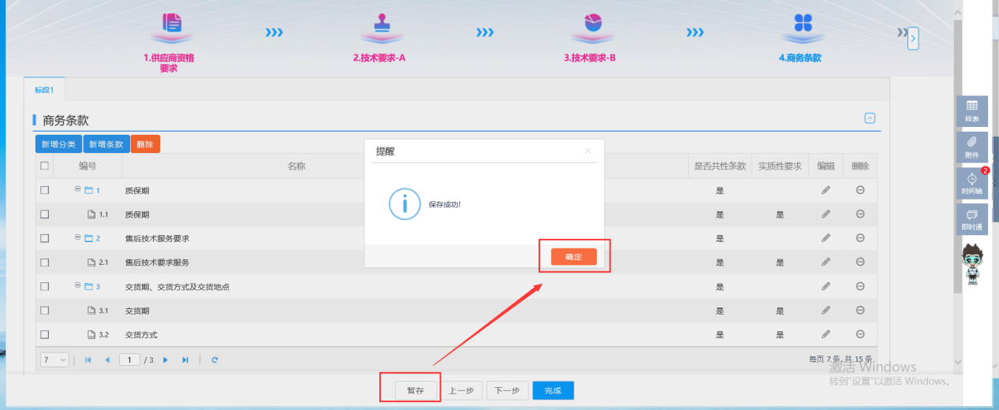 1.供应商资格
要求
2.技术要求-A
3.技术要求-B
4.商务条款
标段1
商务条款
新增分类 新增条款 删除
编号 名称 是否共性条款 实质性要求 编辑 删除
1 质保期 是
1.1 质保期 是 是
2 售后技术服务要求 是
2.1 售后技术要求服务 是 是
3 交货期、交货方式及交货地点 是
3.1 交货期 是 是
3.2 交货方式 是 是
提醒
保存成功!
确定
样表
附件
2
时间轴
即时通
7 1 / 3 每页 7 条,共 15 条
激活 Windows
转到"设置"以激活 Windows。
暂存 上一步 下一步 完成